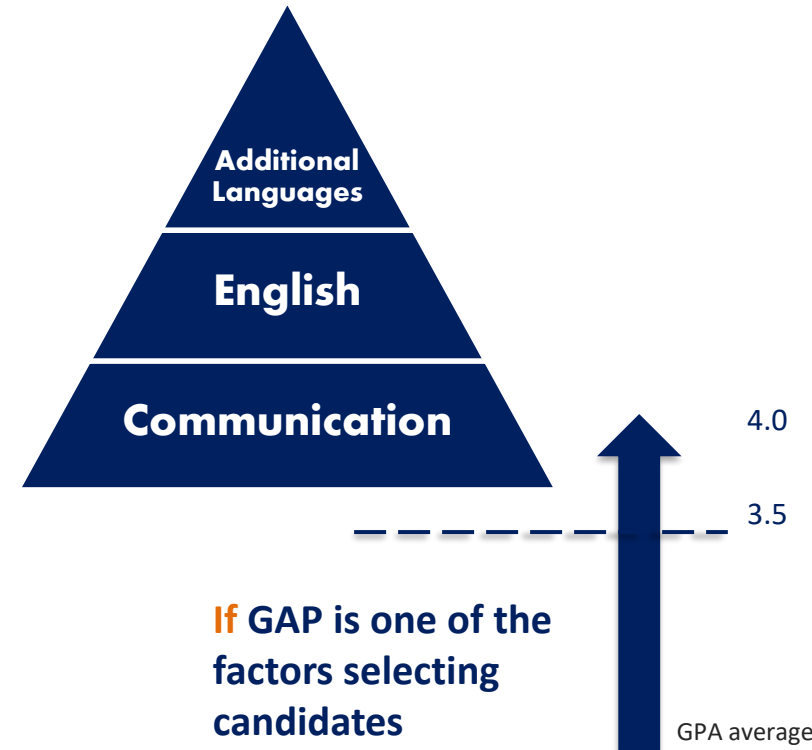 Additional
Languages
English
Communication
4.0
3.5
If GAP is one of the
factors selecting
candidates
GPA average